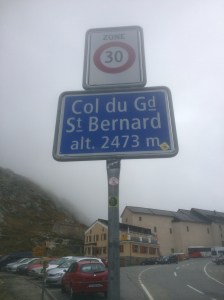 ZONE
30
Col du Gd
St Bernard
alt. 2473 m